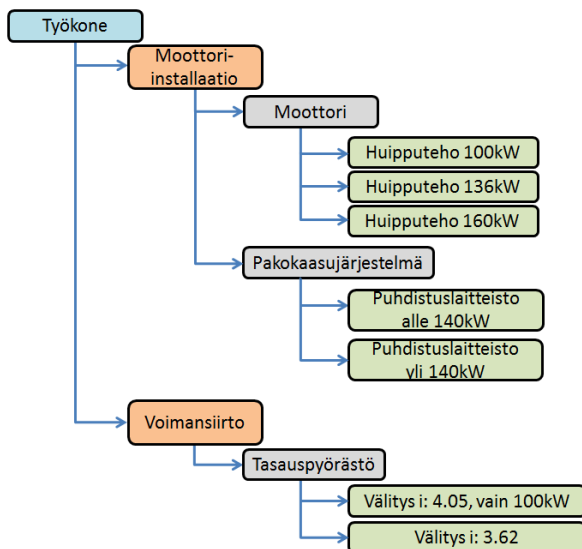 Työkone
Moottori-
installaatio
Moottori
Huipputeho 100kW
Huipputeho 136kW
Huipputeho 160kW
Pakokaasujärjestelmä
Puhdistuslaitteisto
alle 140kW
Puhdistuslaitteisto
yli 140kW
Voimansiirto
Tasauspyörästö
Välitys i: 4.05, vain 100kW
Välitys i: 3.62